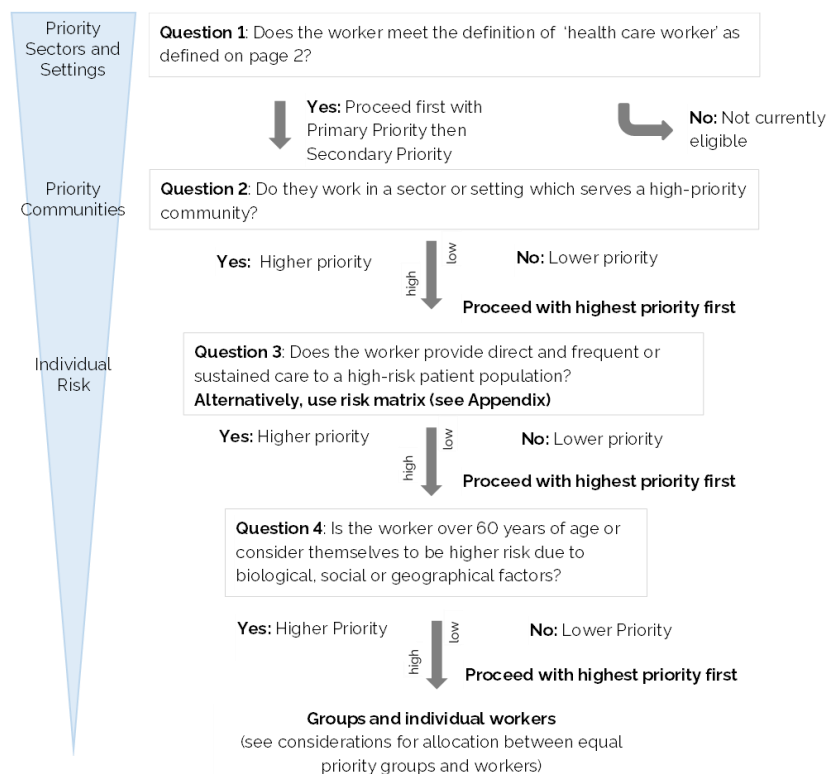 Priority
Sectors and
Settings
Question 1: Does the worker meet the definition of ‘health care worker’ as
defined on page 2?
Yes: Proceed first with
Primary Priority then
Secondary Priority
No: Not currently
eligible
Priority
Communities
Question 2: Do they work in a sector or setting which serves a high-priority
community?
Yes: Higher priority
high
low
No: Lower priority
Proceed with highest priority first
Individual
Risk
Question 3: Does the worker provide direct and frequent or
sustained care to a high-risk patient population?
Alternatively, use risk matrix (see Appendix)
Yes: Higher priority
high
low
No: Lower priority
Proceed with highest priority first
Question 4: Is the worker over 60 years of age or
consider themselves to be higher risk due to
biological, social or geographical factors?
Yes: Higher Priority
high
low
No: Lower Priority
Proceed with highest priority first
Groups and individual workers
(see considerations for allocation between equal
priority groups and workers)